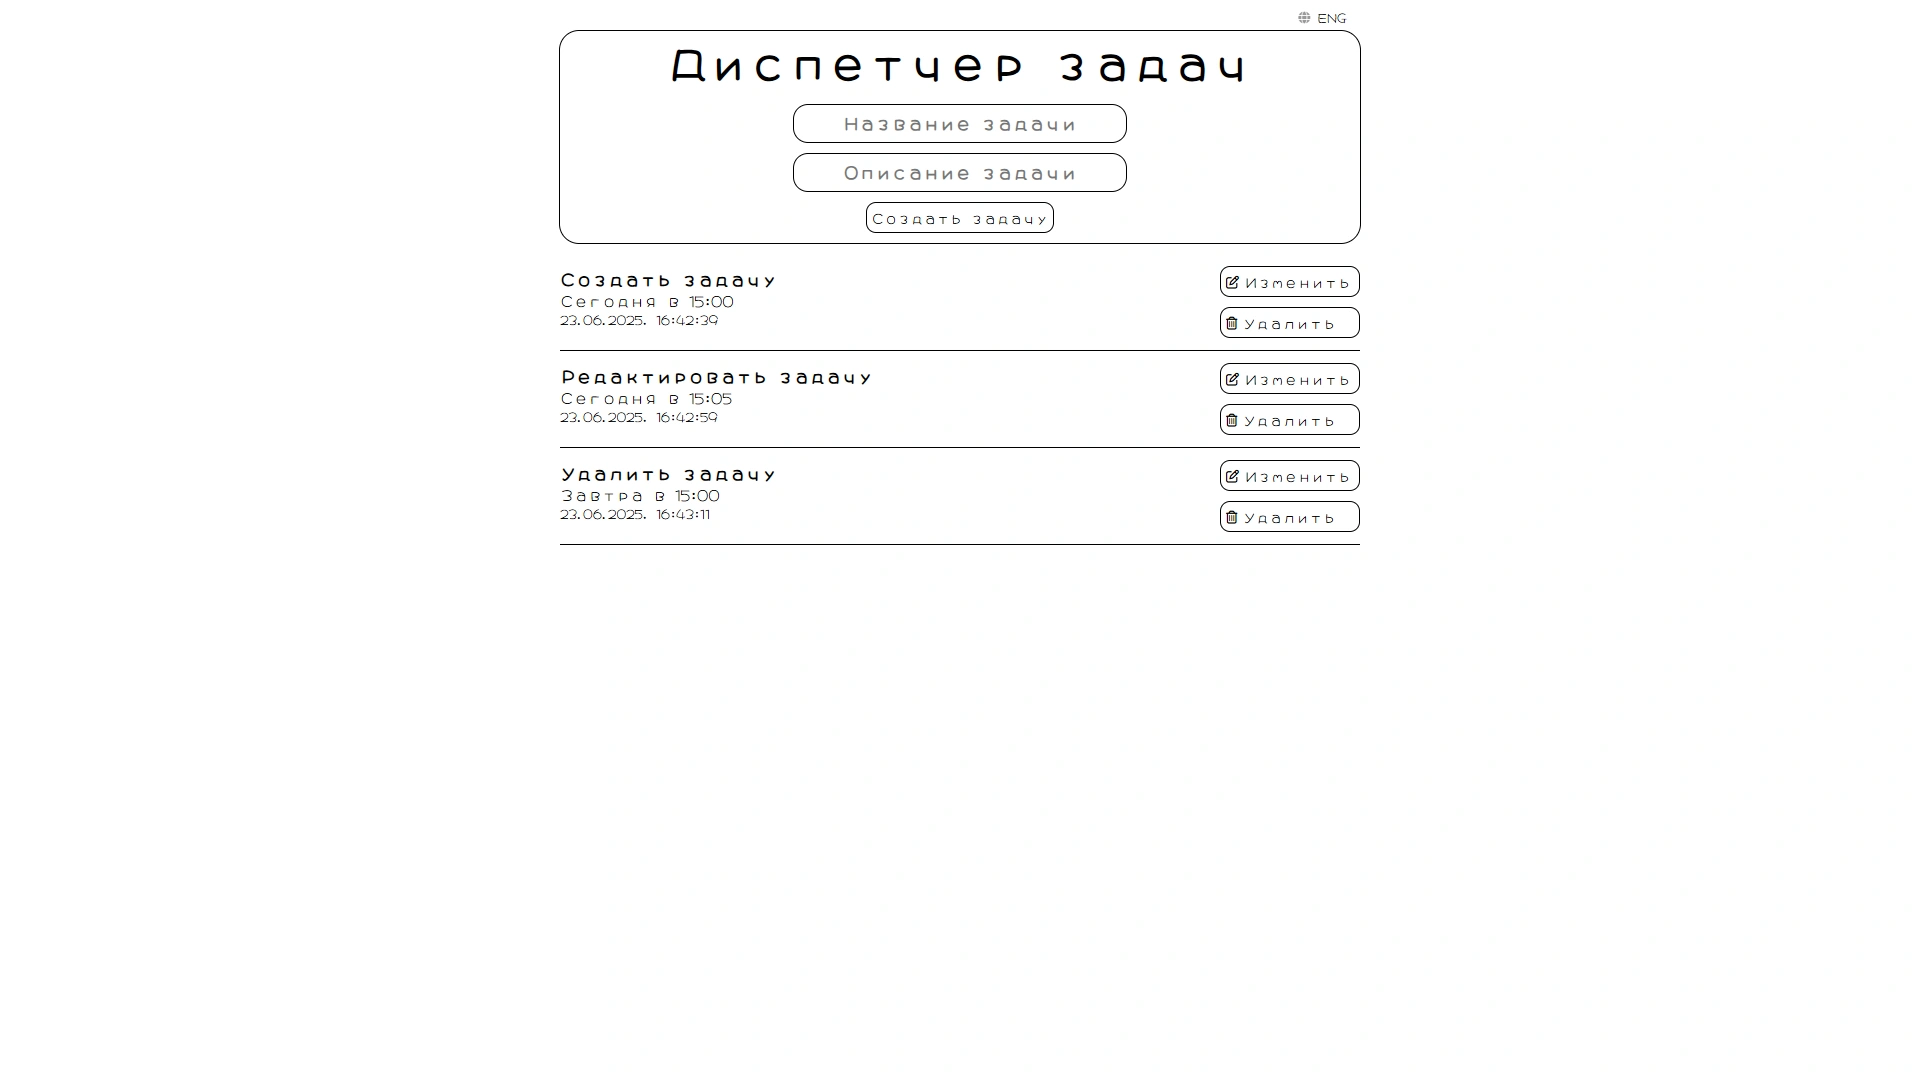 ENG
Диспетчер задач
Название задачи
Описание задачи
Создать задачу
Создать задачу
Сегодня в 15:00
23.06.2025. 16:42:39
Изменить
Удалить
Редактировать задачу
Сегодня в 15:05
23.06.2025. 16:42:59
Изменить
Удалить
Удалить задачу
Завтра в 15:00
23.06.2025. 16:43:11
Изменить
Удалить